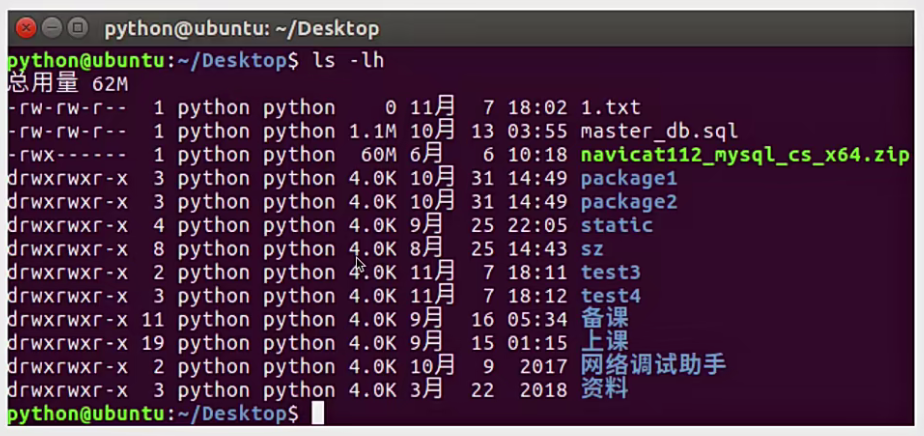 python@ubuntu: ~/Desktop
python@ubuntu:~/Desktop$ ls -lh
总用量 62M
-rw-rw-r--  1 python python    0 11月  7 18:02 1.txt
-rw-rw-r--  1 python python 1.1M 10月 13 03:55 master_db.sql
-rwx------  1 python python  60M 6月   6 10:18 navicat112_mysql_cs_x64.zip
drwxrwxr-x  3 python python 4.0K 10月 31 14:49 package1
drwxrwxr-x  3 python python 4.0K 10月 31 14:49 package2
drwxrwxr-x  4 python python 4.0K 9月  25 22:05 static
drwxrwxr-x  8 python python 4.0K 8月  25 14:43 sz
drwxrwxr-x  2 python python 4.0K 11月  7 18:11 test3
drwxrwxr-x  3 python python 4.0K 11月  7 18:12 test4
drwxrwxr-x 11 python python 4.0K 9月  16 05:34 备课
drwxrwxr-x 19 python python 4.0K 9月  15 01:15 上课
drwxrwxr-x  2 python python 4.0K 10月  9  2017 网络调试助手
drwxrwxr-x  3 python python 4.0K 3月  22  2018 资料
python@ubuntu:~/Desktop$